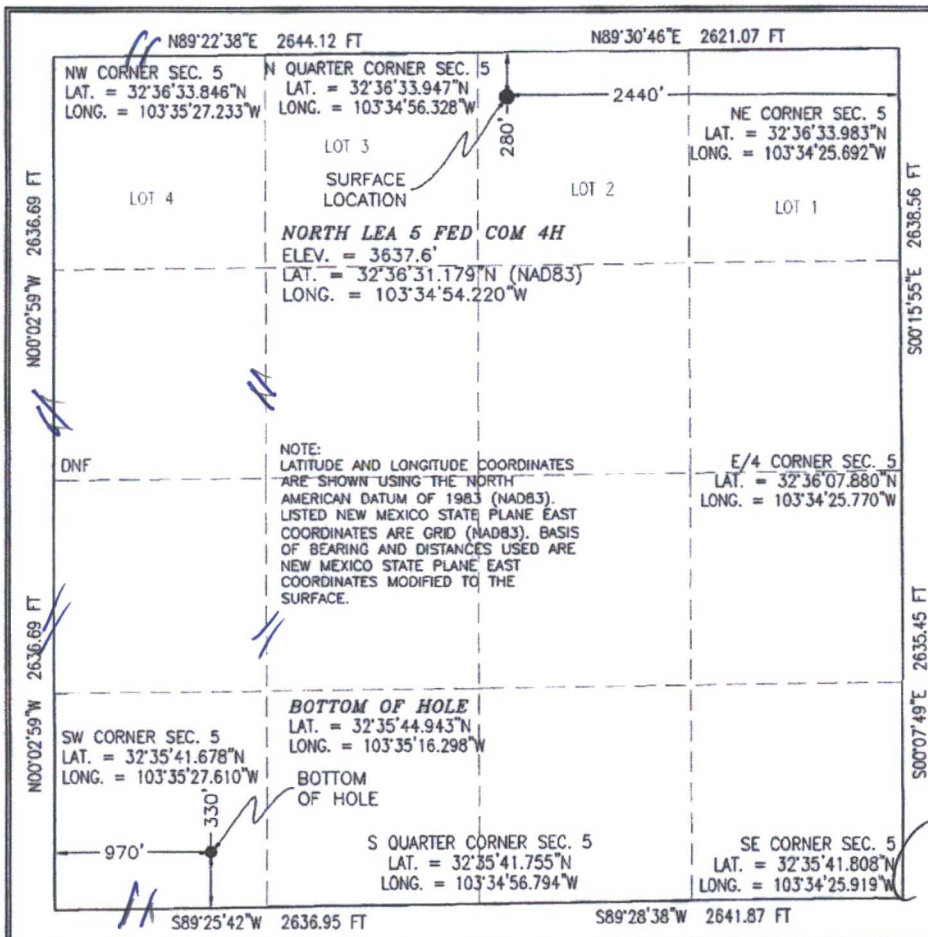 N89°22'38"E 2644.12 FT
N89°30'46"E 2621.07 FT
NW CORNER SEC. 5
LAT. = 32°36'33.846"N
LONG. = 103°35'27.233"W
N QUARTER CORNER SEC. 5
LAT. = 32°36'33.947"N
LONG. = 103°34'56.328"W
280'
2440'
NE CORNER SEC. 5
LAT. = 32°36'33.983"N
LONG. = 103°34'25.692"W
LOT 4
LOT 3
LOT 2
LOT 1
SURFACE
LOCATION
NORTH LEA 5 FED COM 4H
ELEV. = 3637.6'
LAT. = 32°36'31.179"N (NAD83)
LONG. = 103°34'54.220"W
N00°02'59"W 2636.69 FT
S00°15'55"E 2638.56 FT
DNF
NOTE:
LATITUDE AND LONGITUDE COORDINATES
ARE SHOWN USING THE NORTH
AMERICAN DATUM OF 1983 (NAD83).
LISTED NEW MEXICO STATE PLANE EAST
COORDINATES ARE GRID (NAD83). BASIS
OF BEARING AND DISTANCES USED ARE
NEW MEXICO STATE PLANE EAST
COORDINATES MODIFIED TO THE
SURFACE.
E/4 CORNER SEC. 5
LAT. = 32°36'07.880"N
LONG. = 103°34'25.770"W
N00°02'59"W 2636.69 FT
S00°07'49"E 2635.45 FT
SW CORNER SEC. 5
LAT. = 32°35'41.678"N
LONG. = 103°35'27.610"W
BOTTOM OF HOLE
LAT. = 32°35'44.943"N
LONG. = 103°35'16.298"W
BOTTOM
OF HOLE
330'
970'
S QUARTER CORNER SEC. 5
LAT. = 32°35'41.755"N
LONG. = 103°34'56.794"W
SE CORNER SEC. 5
LAT. = 32°35'41.808"N
LONG. = 103°34'25.919"W
S89°25'42"W 2636.95 FT
S89°28'38"W 2641.87 FT